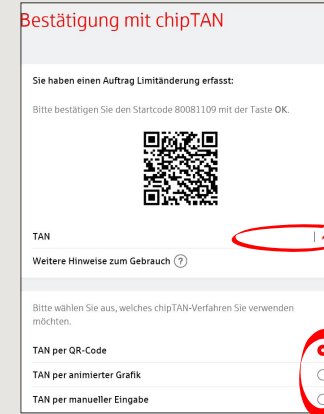 Bestätigung mit chipTAN
Sie haben einen Auftrag Limitänderung erfasst:
Bitte bestätigen Sie den Startcode 80081109 mit der Taste OK.
TAN
Weitere Hinweise zum Gebrauch ?
Bitte wählen Sie aus, welches chipTAN-Verfahren Sie verwenden
möchten.
TAN per QR-Code
TAN per animierter Grafik
TAN per manueller Eingabe